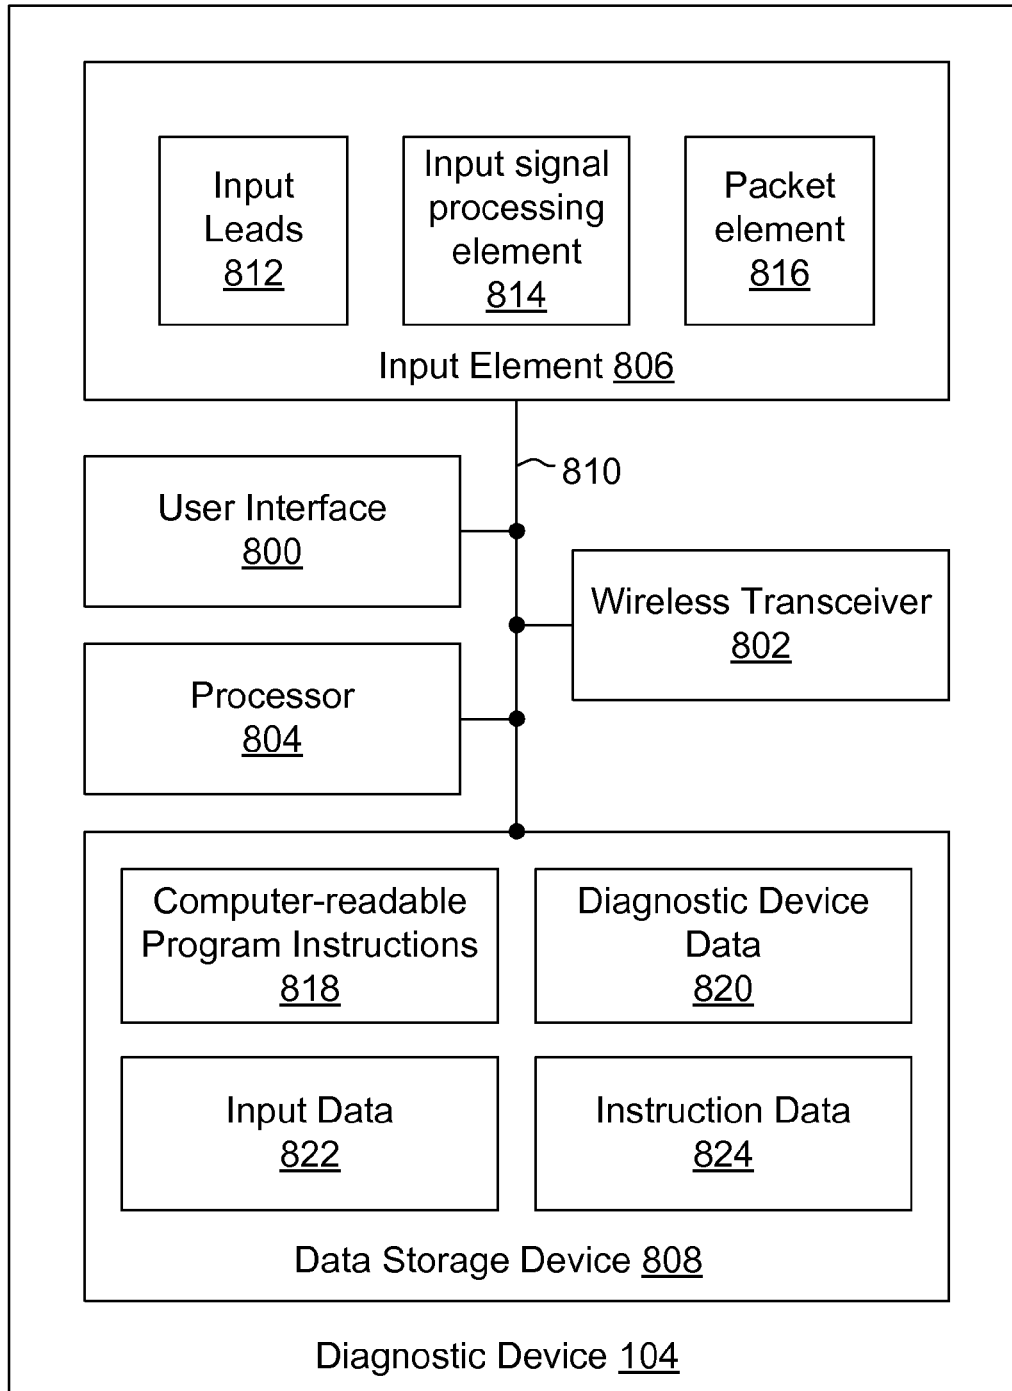 Input
Leads
812
Input signal
processing
element
814
Packet
element
816
Input Element 806
810
User Interface
800
Wireless Transceiver
802
Processor
804
Computer-readable
Program Instructions
818
Diagnostic Device
Data
820
Input Data
822
Instruction Data
824
Data Storage Device 808
Diagnostic Device 104